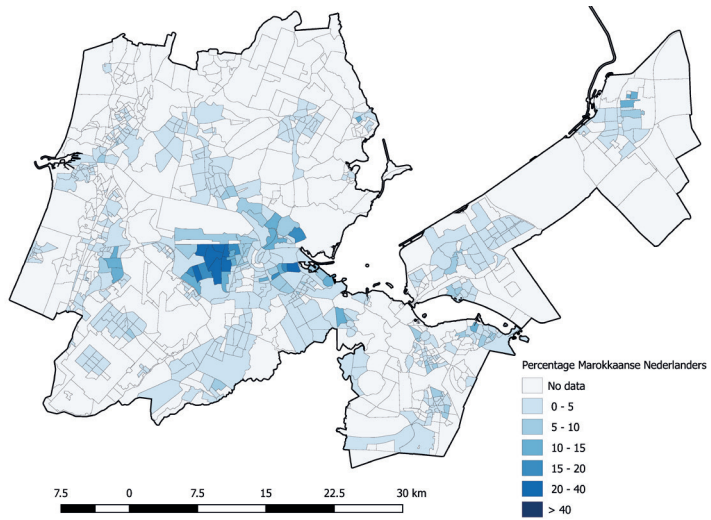 Percentage Marokkaanse Nederlanders
No data
0 - 5
5 - 10
10 - 15
15 - 20
20 - 40
> 40
7.5 0 7.5 15 22.5 30 km